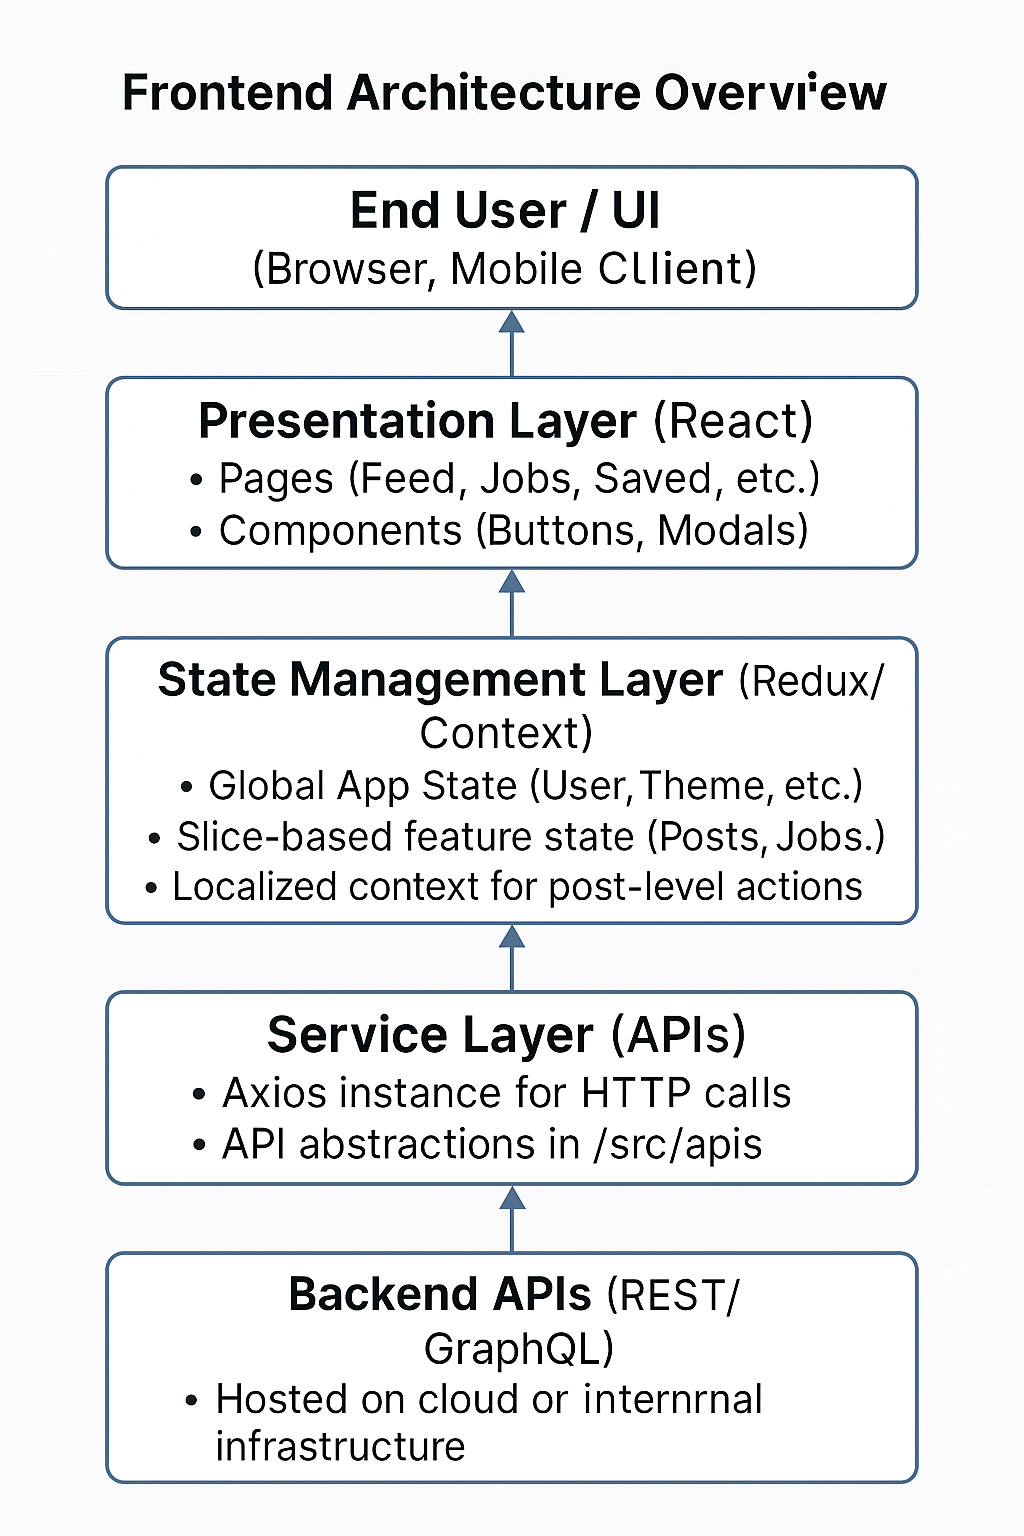 Frontend Architecture Overvi'ew
End User / UI
(Browser, Mobile Cllient)
Presentation Layer (React)
• Pages (Feed, Jobs, Saved, etc.)
• Components (Buttons, Modals)
State Management Layer (Redux/
Context)
• Global App State (User, Theme, etc.)
• Slice-based feature state (Posts, Jobs.)
• Localized context for post-level actions
Service Layer (APIs)
• Axios instance for HTTP calls
• API abstractions in /src/apis
Backend APIs (REST/
GraphQL)
• Hosted on cloud or internrnal
infrastructure